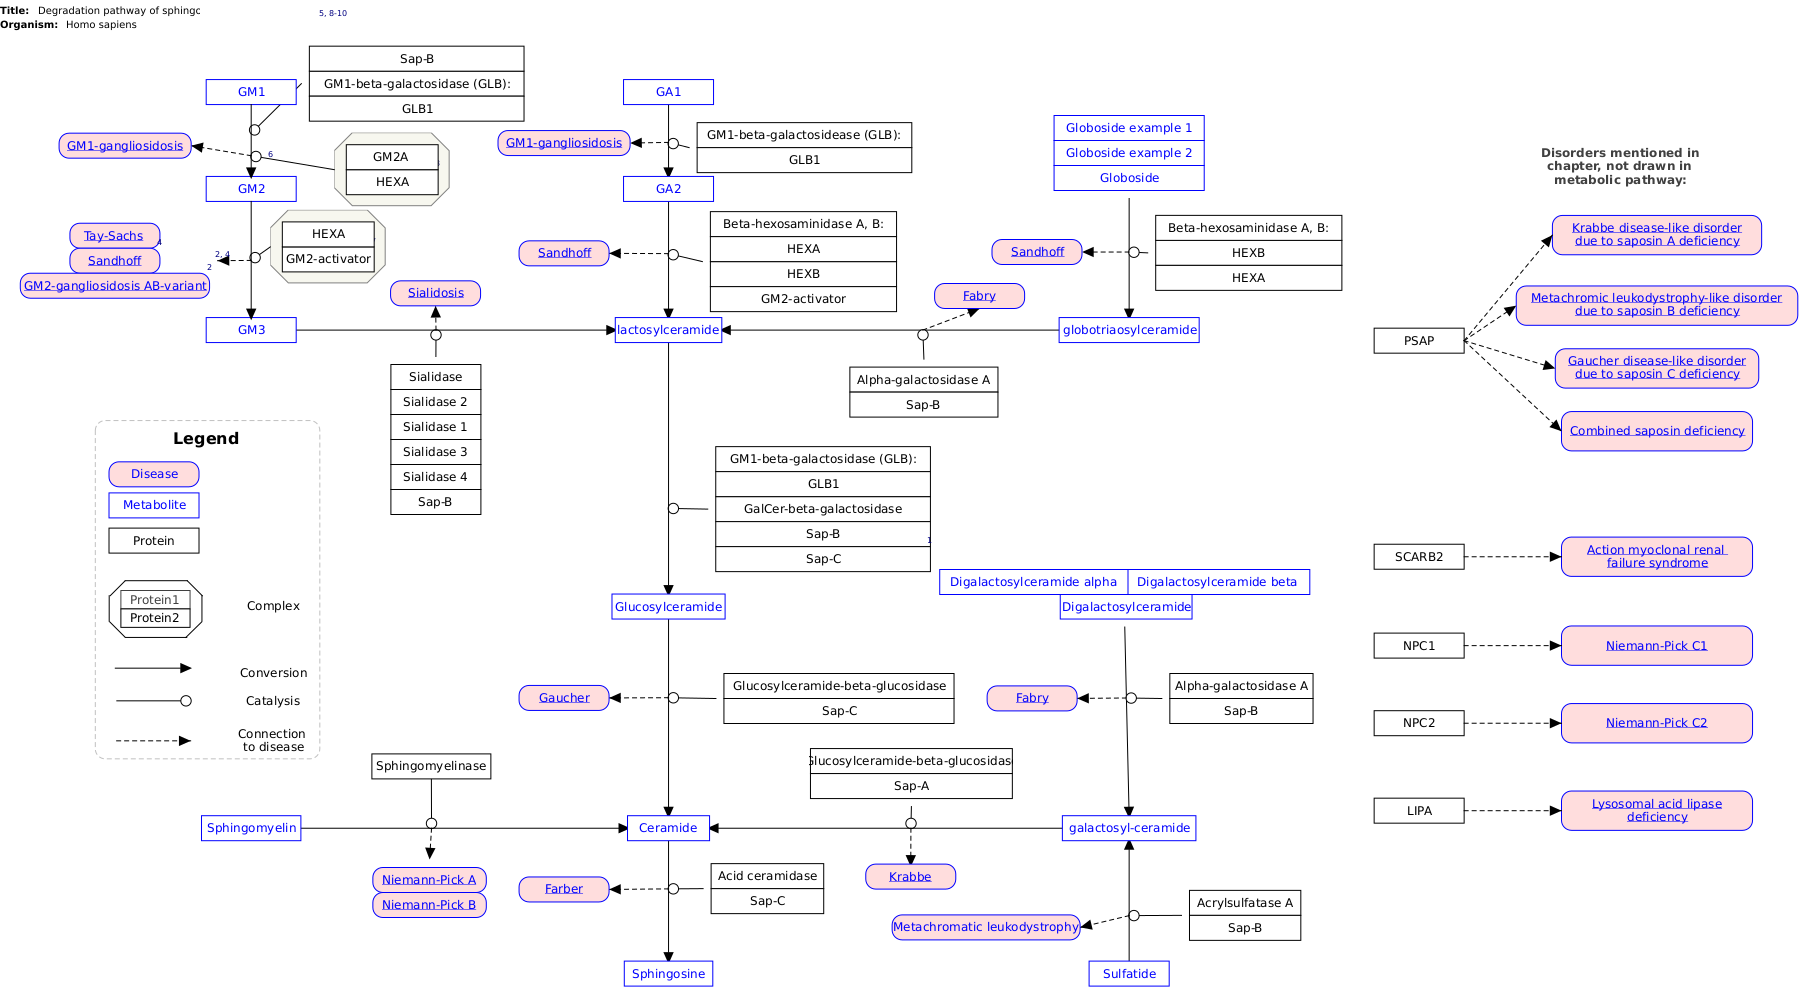 Title: Degradation pathway of sphingo
Organism: Homo sapiens
5, 8-10
Sap-B
GM1-beta-galactosidase (GLB):
GLB1
GM1
GM1-gangliosidosis
6
GM2A
HEXA
GM2
Tay-Sachs
4
Sandhoff
GM2-gangliosidosis AB-variant
2, 4
2
HEXA
GM2-activator
GM3
Sialidosis
Sialidase
Sialidase 2
Sialidase 1
Sialidase 3
Sialidase 4
Sap-B
GA1
GM1-gangliosidosis
GM1-beta-galactosidease (GLB):
GLB1
GA2
Sandhoff
Beta-hexosaminidase A, B:
HEXA
HEXB
GM2-activator
lactosylceramide
Globoside example 1
Globoside example 2
Globoside
Sandhoff
Beta-hexosaminidase A, B:
HEXB
HEXA
Fabry
globotriaosylceramide
Alpha-galactosidase A
Sap-B
GM1-beta-galactosidase (GLB):
GLB1
GalCer-beta-galactosidase
Sap-B
1
Sap-C
Digalactosylceramide alpha
Digalactosylceramide beta
Digalactosylceramide
Glucosylceramide
Gaucher
Glucosylceramide-beta-glucosidase
Sap-C
Fabry
Alpha-galactosidase A
Sap-B
Sphingomyelinase
Glucosylceramide-beta-glucosidase
Sap-A
Sphingomyelin
Ceramide
galactosyl-ceramide
Niemann-Pick A
Niemann-Pick B
Farber
Acid ceramidase
Sap-C
Krabbe
Metachromatic leukodystrophy
Acrylsulfatase A
Sap-B
Sphingosine
Sulfatide
Legend
Disease
Metabolite
Protein
Protein1
Protein2
Complex
Conversion
Catalysis
Connection
to disease
Disorders mentioned in
chapter, not drawn in
metabolic pathway:
PSAP
Krabbe disease-like disorder
due to saposin A deficiency
Metachromic leukodystrophy-like disorder
due to saposin B deficiency
Gaucher disease-like disorder
due to saposin C deficiency
Combined saposin deficiency
SCARB2
Action myoclonal renal
failure syndrome
NPC1
Niemann-Pick C1
NPC2
Niemann-Pick C2
LIPA
Lysosomal acid lipase
deficiency